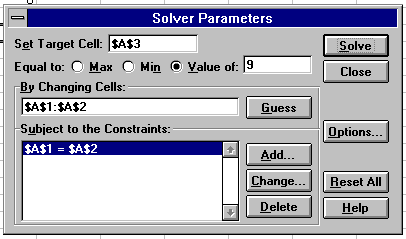 Solver Parameters
Set Target Cell: $A$3
Solve
Equal to: Max Min Value of: 9
Close
By Changing Cells:
$A$1:$A$2
Guess
Subject to the Constraints:
Options...
$A$1 = $A$2
Add...
Change...
Reset All
Delete
Help